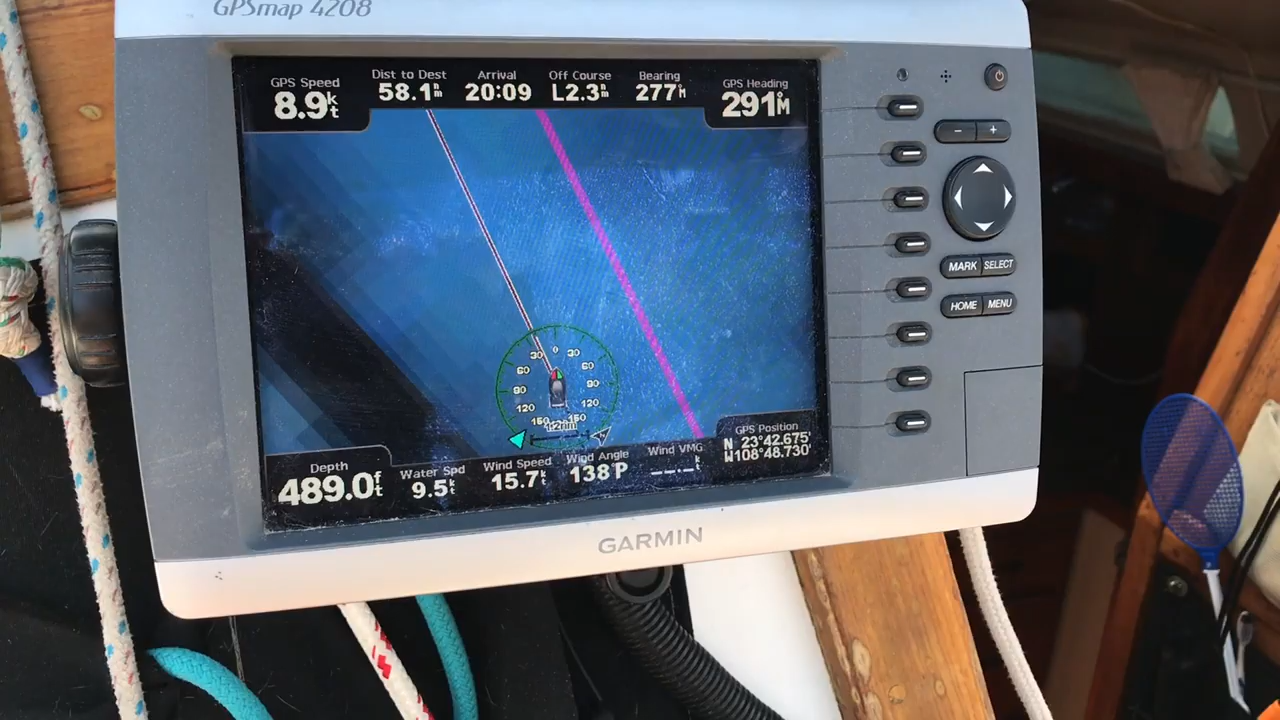 GPSmap 4208
GPS Speed
8.9kt
Dist to Dest
58.1nm
Arrival
20:09
Off Course
L2.3nm
Bearing
277°M
GPS Heading
291°M
- +
MARK SELECT
HOME MENU
30 0 30
60 60
90 90
120 120
150 150
Depth
489.0ft
Water Spd
9.5kt
Wind Speed
15.7kt
Wind Angle
138°P
Wind VMG
__.__kt
GPS Position
N 23°42.675'
W108°48.730'
GARMIN